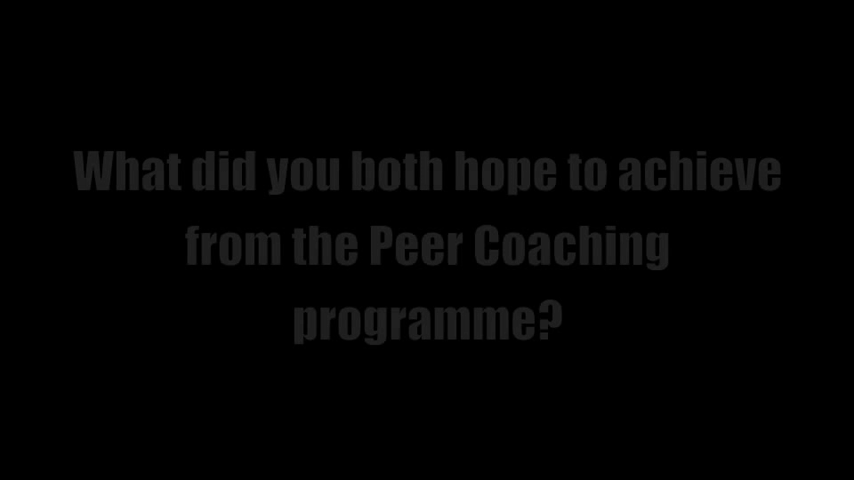 What did you both hope to achieve
from the Peer Coaching
programme?